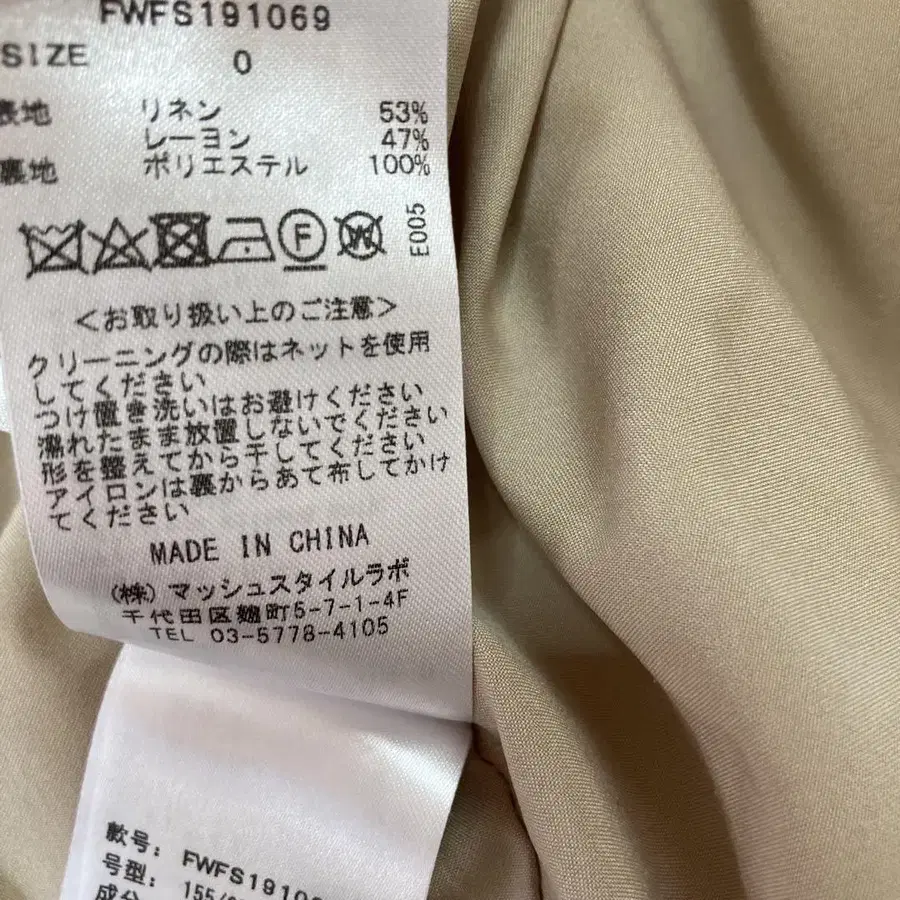 FWFS191069
SIZE 0
表地 リネン 53%
レーヨン 47%
裏地 ポリエステル 100%
F W E005
<お取り扱い上のご注意>
クリーニングの際はネットを使用
してください
つけ置き洗いはお避けください
濡れたまま放置しないでください
形を整えてから干してください
アイロンは裏からあて布してかけ
てください
MADE IN CHINA
(株)マッシュスタイルラボ
千代田区麹町5-7-1-4F
TEL 03-5778-4105
款号: FWFS19106
号型: 155/
成分